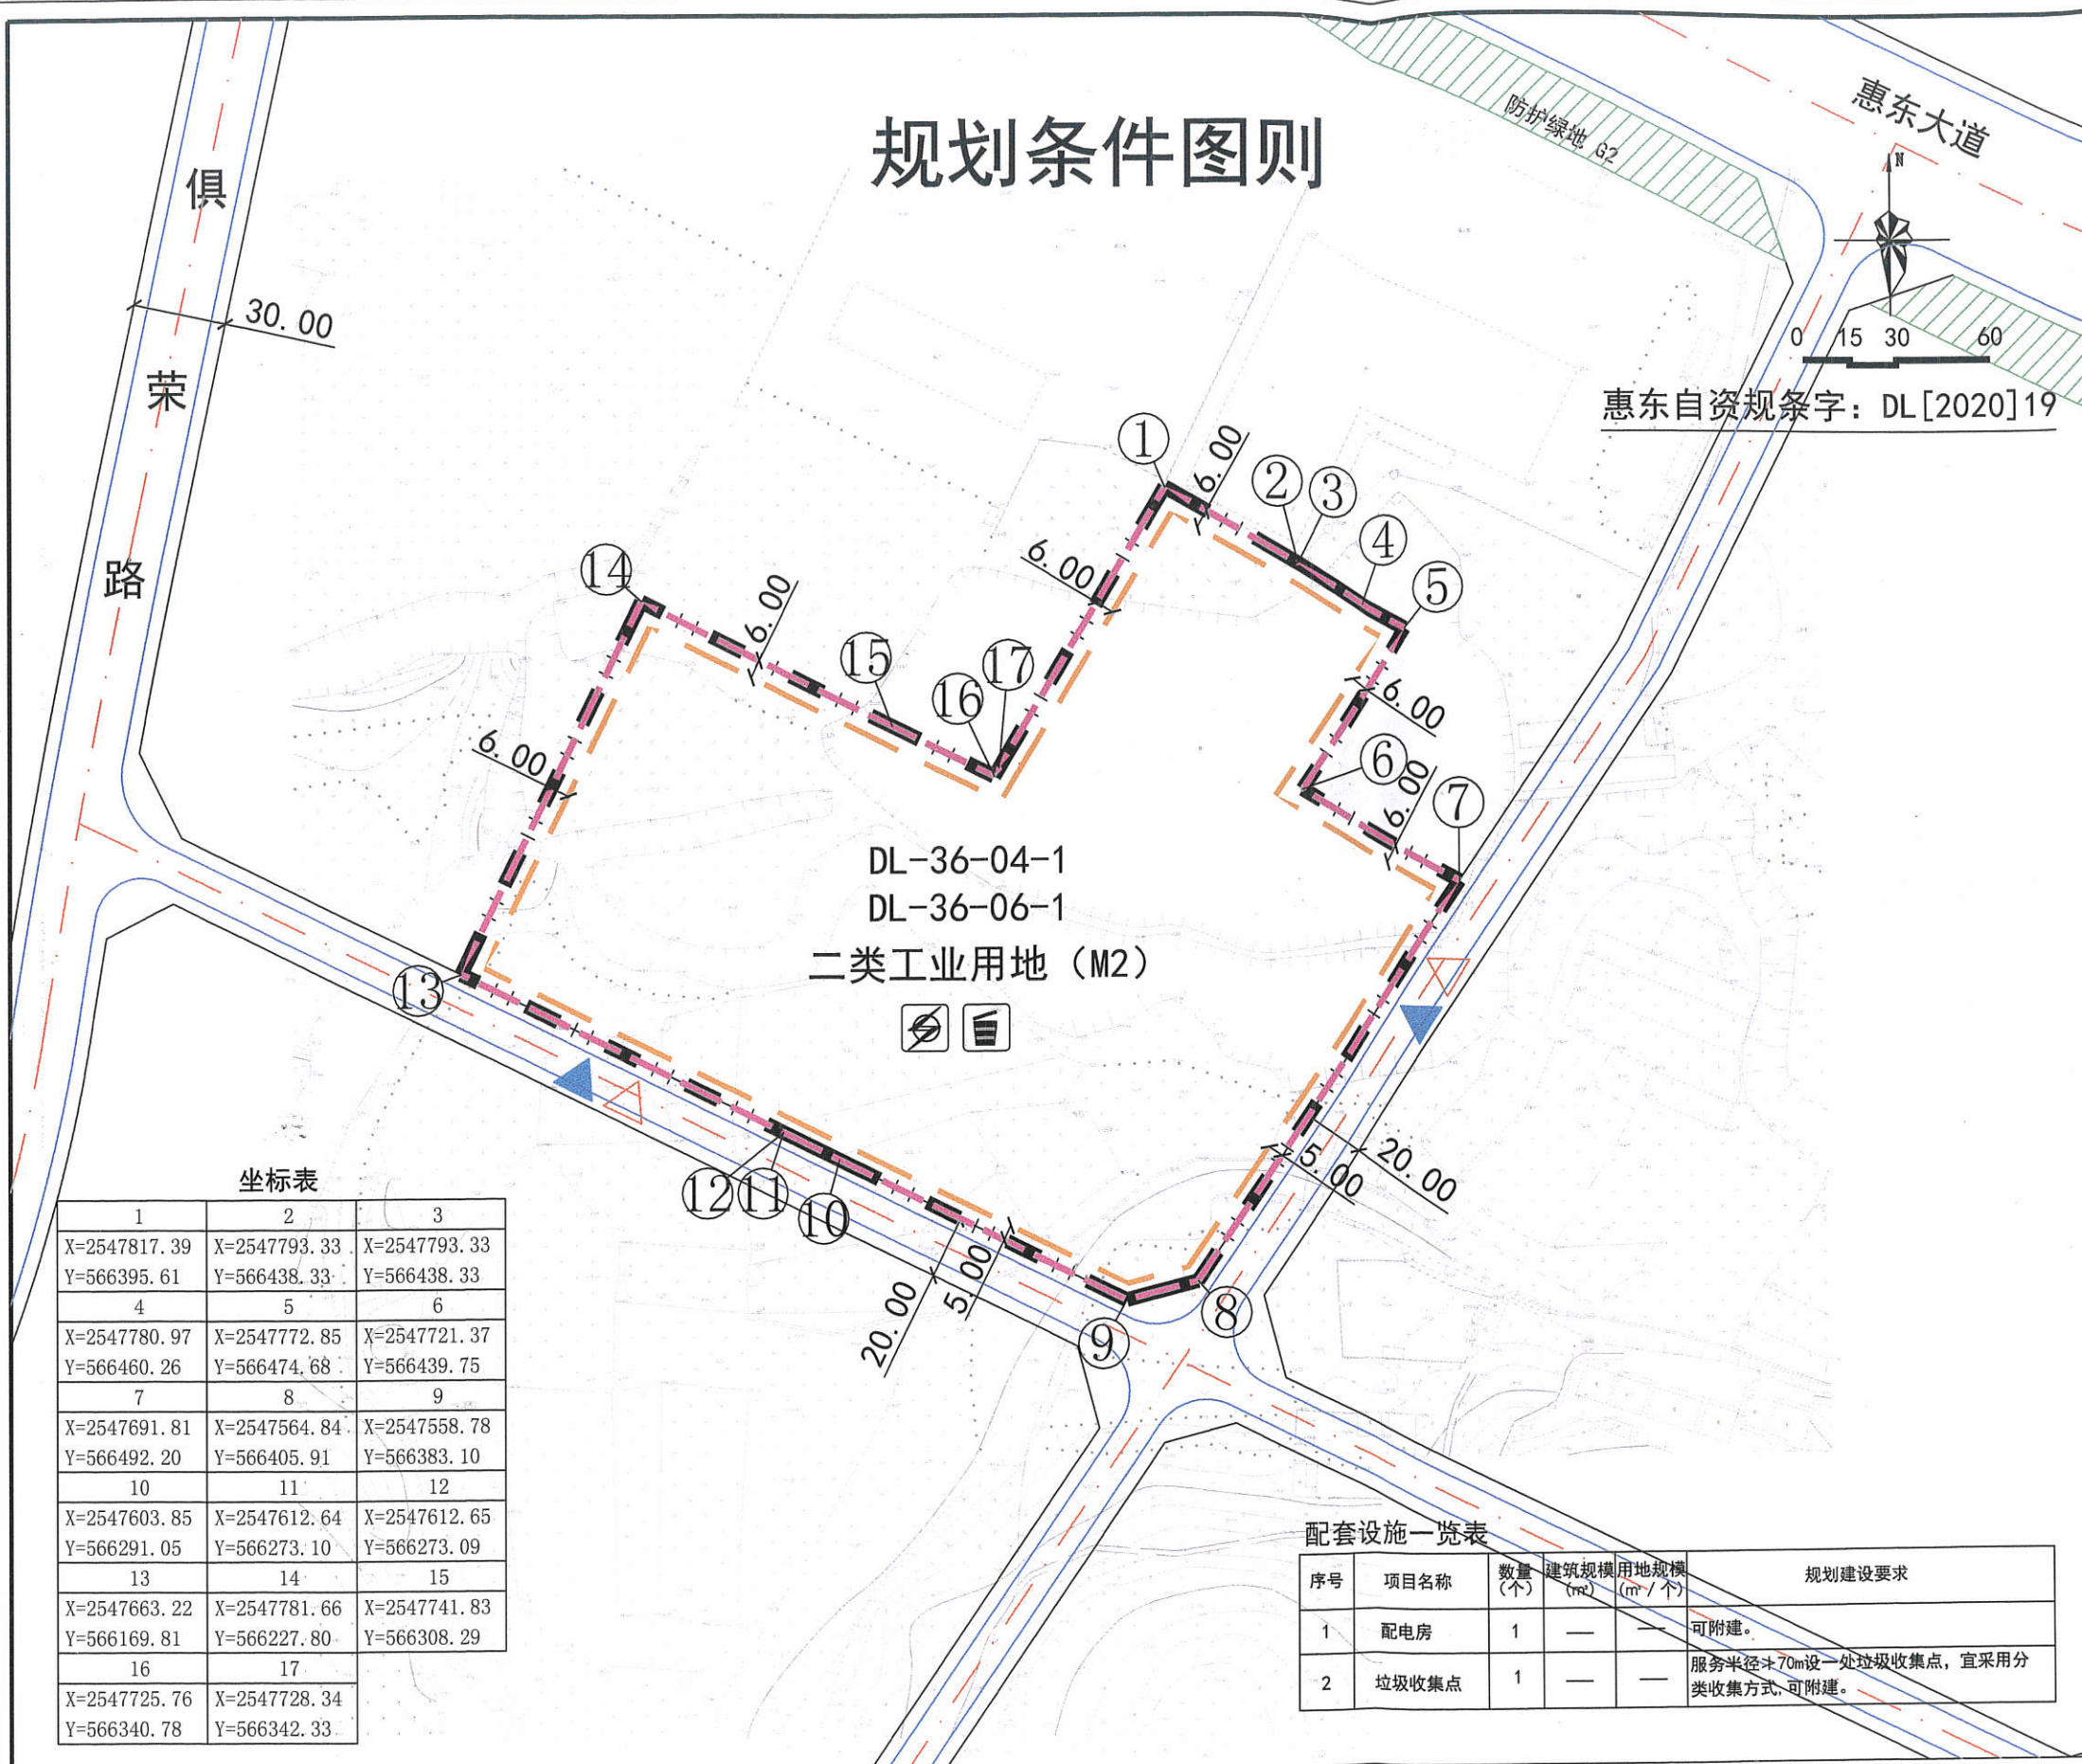 规划条件图则
惠东大道
防护绿地 G2
N
0 15 30 60
惠东自资规条字：DL[2020]19
俱
荣
路
30.00
1
6.00
2
3
4
5
6.00
14
6.00
15
16
17
6.00
6.00
6
6.00
7
DL-36-04-1
DL-36-06-1
二类工业用地（M2）
13
12
11
10
20.00
5.00
5.00
20.00
8
9
坐标表
1 2 3
X=2547817.39 X=2547793.33 X=2547793.33
Y=566395.61 Y=566438.33 Y=566438.33
4 5 6
X=2547780.97 X=2547772.85 X=2547721.37
Y=566460.26 Y=566474.68 Y=566439.75
7 8 9
X=2547691.81 X=2547564.84 X=2547558.78
Y=566492.20 Y=566405.91 Y=566383.10
10 11 12
X=2547603.85 X=2547612.64 X=2547612.65
Y=566291.05 Y=566273.10 Y=566273.09
13 14 15
X=2547663.22 X=2547781.66 X=2547741.83
Y=566169.81 Y=566227.80 Y=566308.29
16 17
X=2547725.76 X=2547728.34
Y=566340.78 Y=566342.33
配套设施一览表
序号 项目名称 数量（个） 建筑规模（㎡） 用地规模（㎡/个） 规划建设要求
1 配电房 1 — — 可附建。
2 垃圾收集点 1 — — 服务半径≯70m设一处垃圾收集点，宜采用分
类收集方式,可附建。